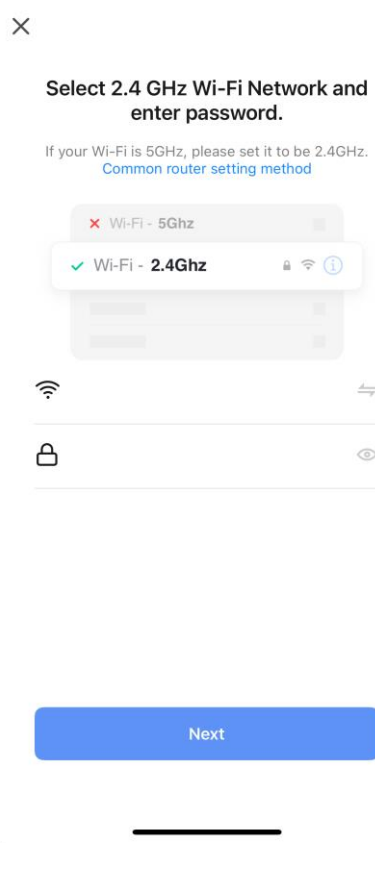 Select 2.4 GHz Wi-Fi Network and
enter password.
If your Wi-Fi is 5GHz, please set it to be 2.4GHz.
Common router setting method
Wi-Fi - 5Ghz
Wi-Fi - 2.4Ghz
Next